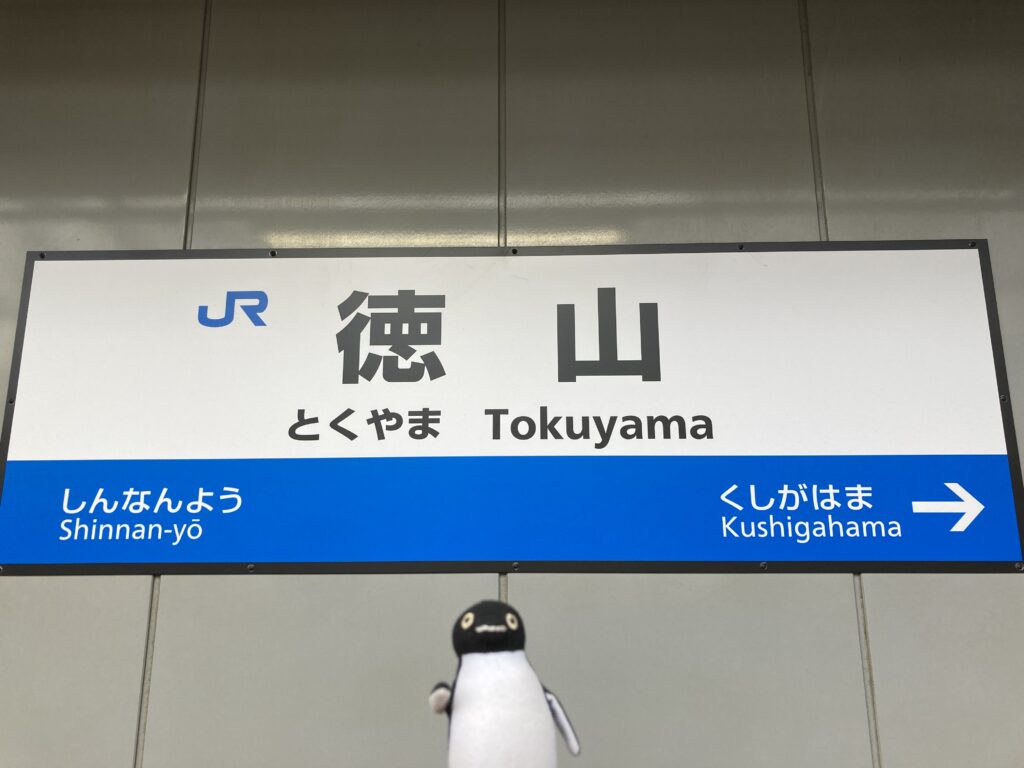 JR 徳山
とくやま Tokuyama
しんなんよう
Shinnan-yō
くしがはま
Kushigahama